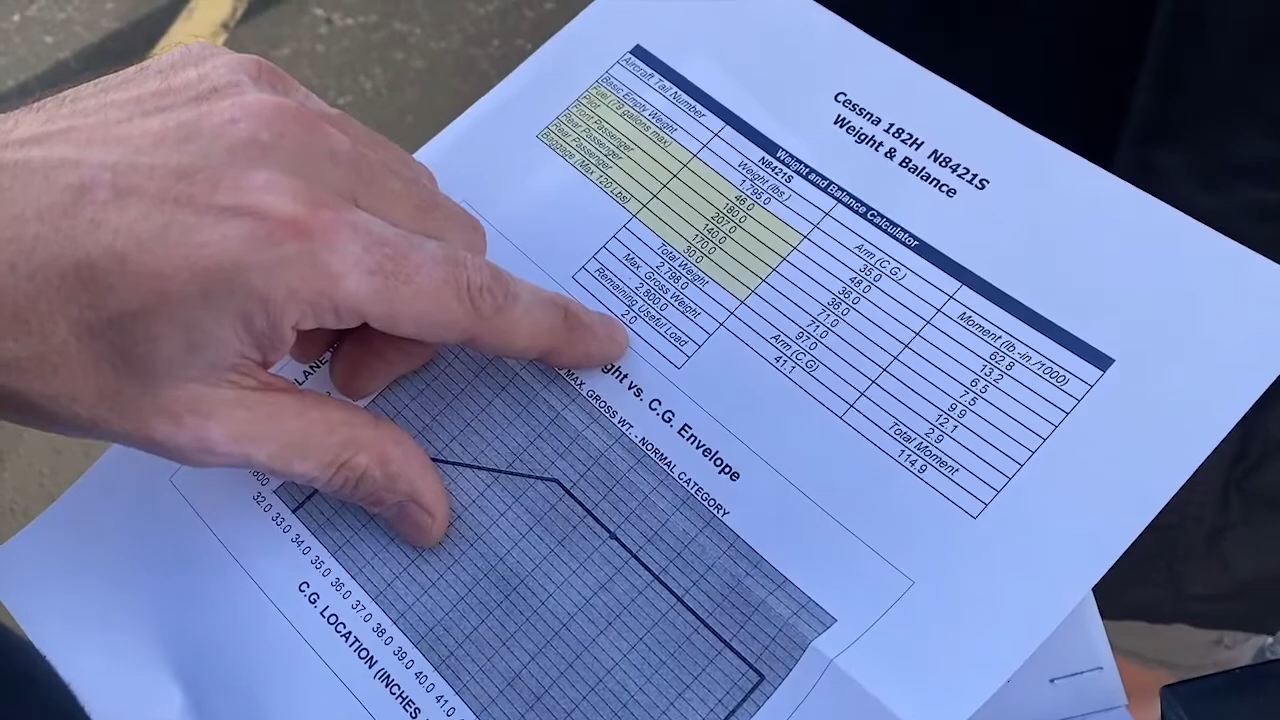 Cessna 182H N8421S
Weight & Balance
Weight and Balance Calculator
Aircraft Tail Number N8421S
Weight (lbs.) Arm (C.G.) Moment (lb.-in./1000)
Basic Empty Weight 1,795.0 35.0 62.8
Fuel (79 gallons max) 46.0 48.0 13.2
Pilot 180.0 36.0 6.5
Front Passenger 207.0 36.0 7.5
Rear Passenger 140.0 71.0 9.9
Rear Passenger 170.0 71.0 12.1
Baggage (Max 120 Lbs) 30.0 97.0 2.9
Total Weight Arm (C.G) Total Moment
2,798.0 41.1 114.9
Max. Gross Weight
2,800.0
Remaining Useful Load
2.0
ght vs. C.G. Envelope
LANE
MAX. GROSS WT. - NORMAL CATEGORY
1800
32.0 33.0 34.0 35.0 36.0 37.0 38.0 39.0 40.0 41.0
C.G. LOCATION (INCHES